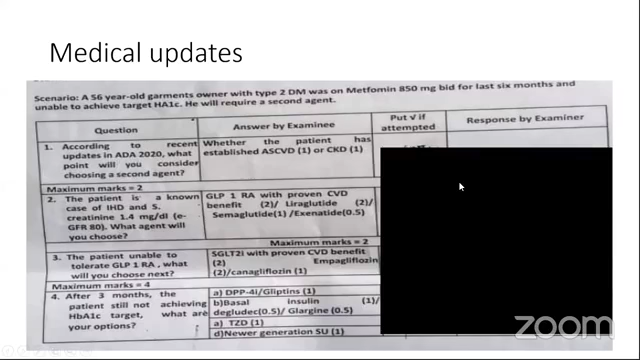 Medical updates
Scenario: A 56 year-old garments owner with type 2 DM was on Metfomin 850 mg bid for last six months and
unable to achieve target HA1c. He will require a second agent.
Question
Answer by Examinee
Put √ if
attempted
Response by Examiner
1. According to recent
updates in ADA 2020, what
point will you consider
choosing a second agent?
Whether the patient has
established ASCVD (1) or CKD (1)
Maximum marks = 2
2. The patient is a known
case of IHD and S.
creatinine 1.4 mg/dl (e-
GFR 80). What agent will
you choose?
GLP 1 RA with proven CVD
benefit (2)/ Liraglutide (2)/
Semaglutide(1) /Exenatide(0.5)
Maximum marks = 2
3. The patient unable to
tolerate GLP 1 RA, what
will you choose next?
SGLT2i with proven CVD benefit
(2) Empagliflozin
(2)/canagliflozin (1)
Maximum marks = 4
4. After 3 months, the
patient still not achieving
HbA1c target, what are
your options?
a) DPP-4i/Gliptins (1)
b)Basal insulin (1)/
degludec(0.5)/ Glargine (0.5)
a) TZD (1)
d)Newer generation SU (1)
zoom